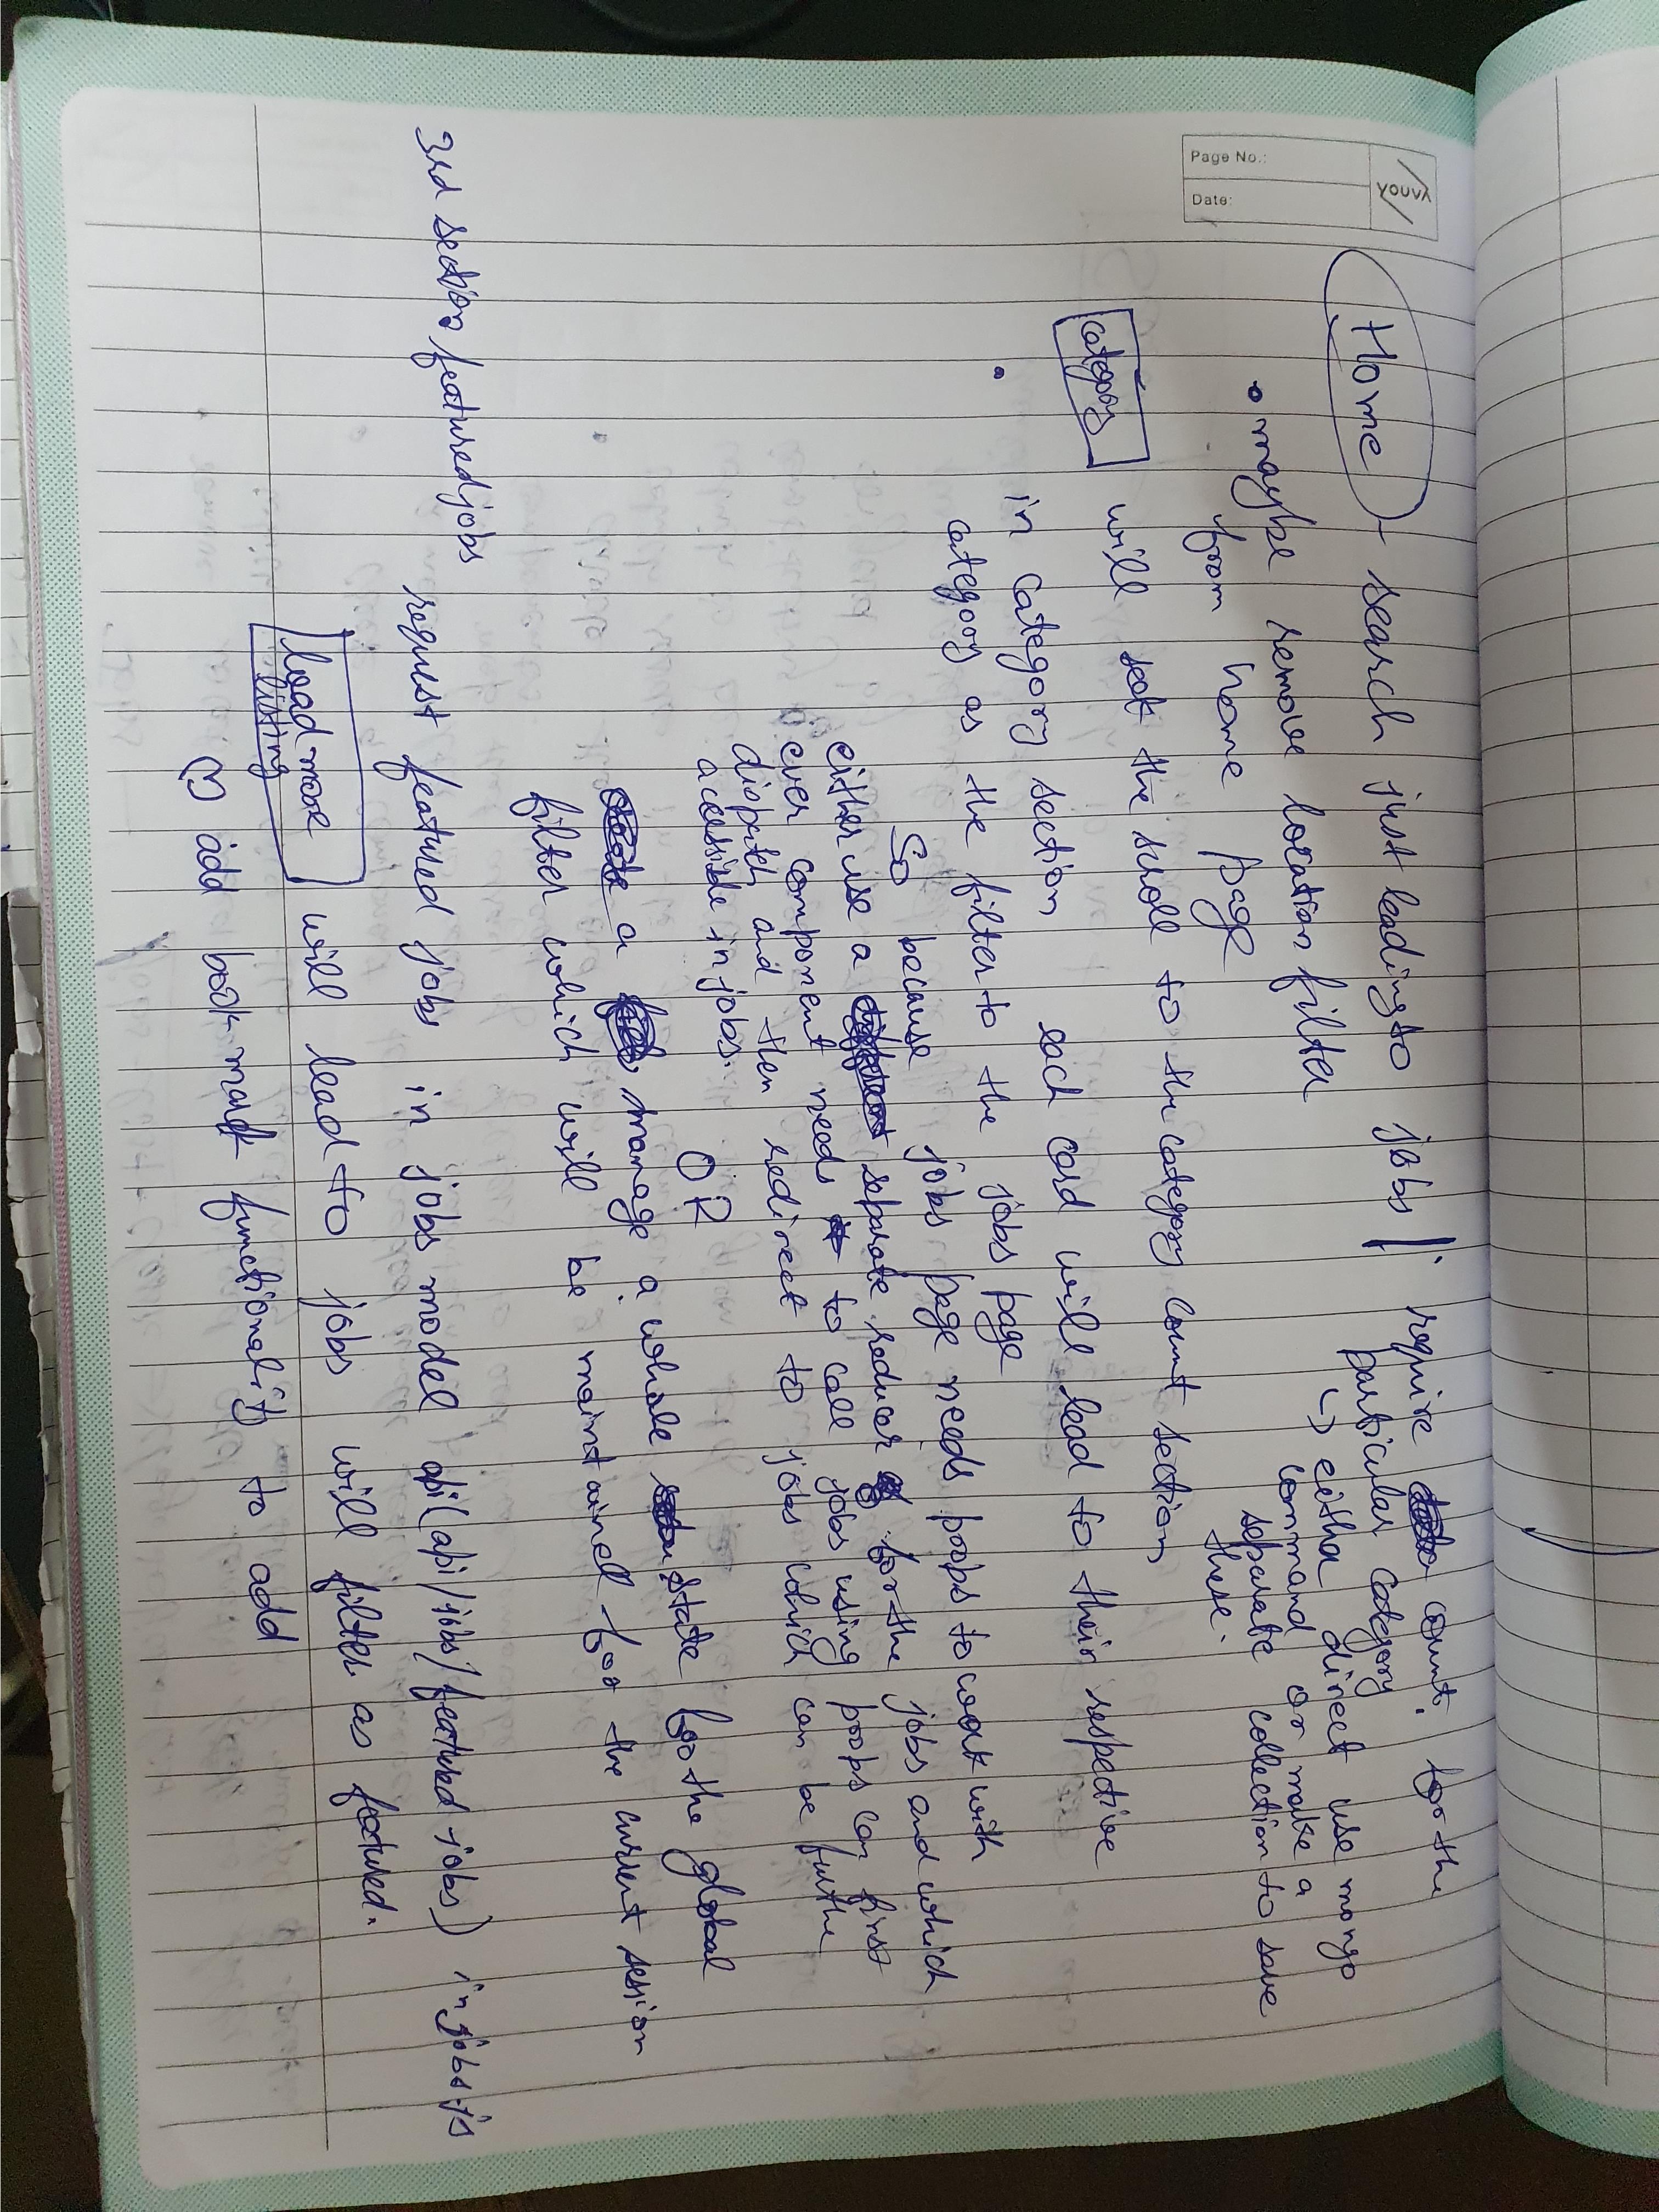 YOUVA
Page No.:
Date:
Home - search just leading to jobs
require count, for the
particular category
↳ either direct use mongo
command or make a
separate collection to save
these.
• maybe remove location filter
from home page
category will the scroll to the category count section
• in category section each card will lead to their respective
category as the filter to the jobs page
So because jobs page needs props to work with
either use a separate reducer for the jobs and which
ever component needs to call jobs using props can first
dispatch and then redirect to jobs which can be furthe
accessible in jobs.
OR
a manage a whole state for the global
filter which will be maintained for the current session
3rd section featured jobs
request featured jobs in jobs model api(api/jobs/featured-jobs) in jobs.js
load more
listing
will lead to jobs will filter as featured.
♡ add book mark functionality to add